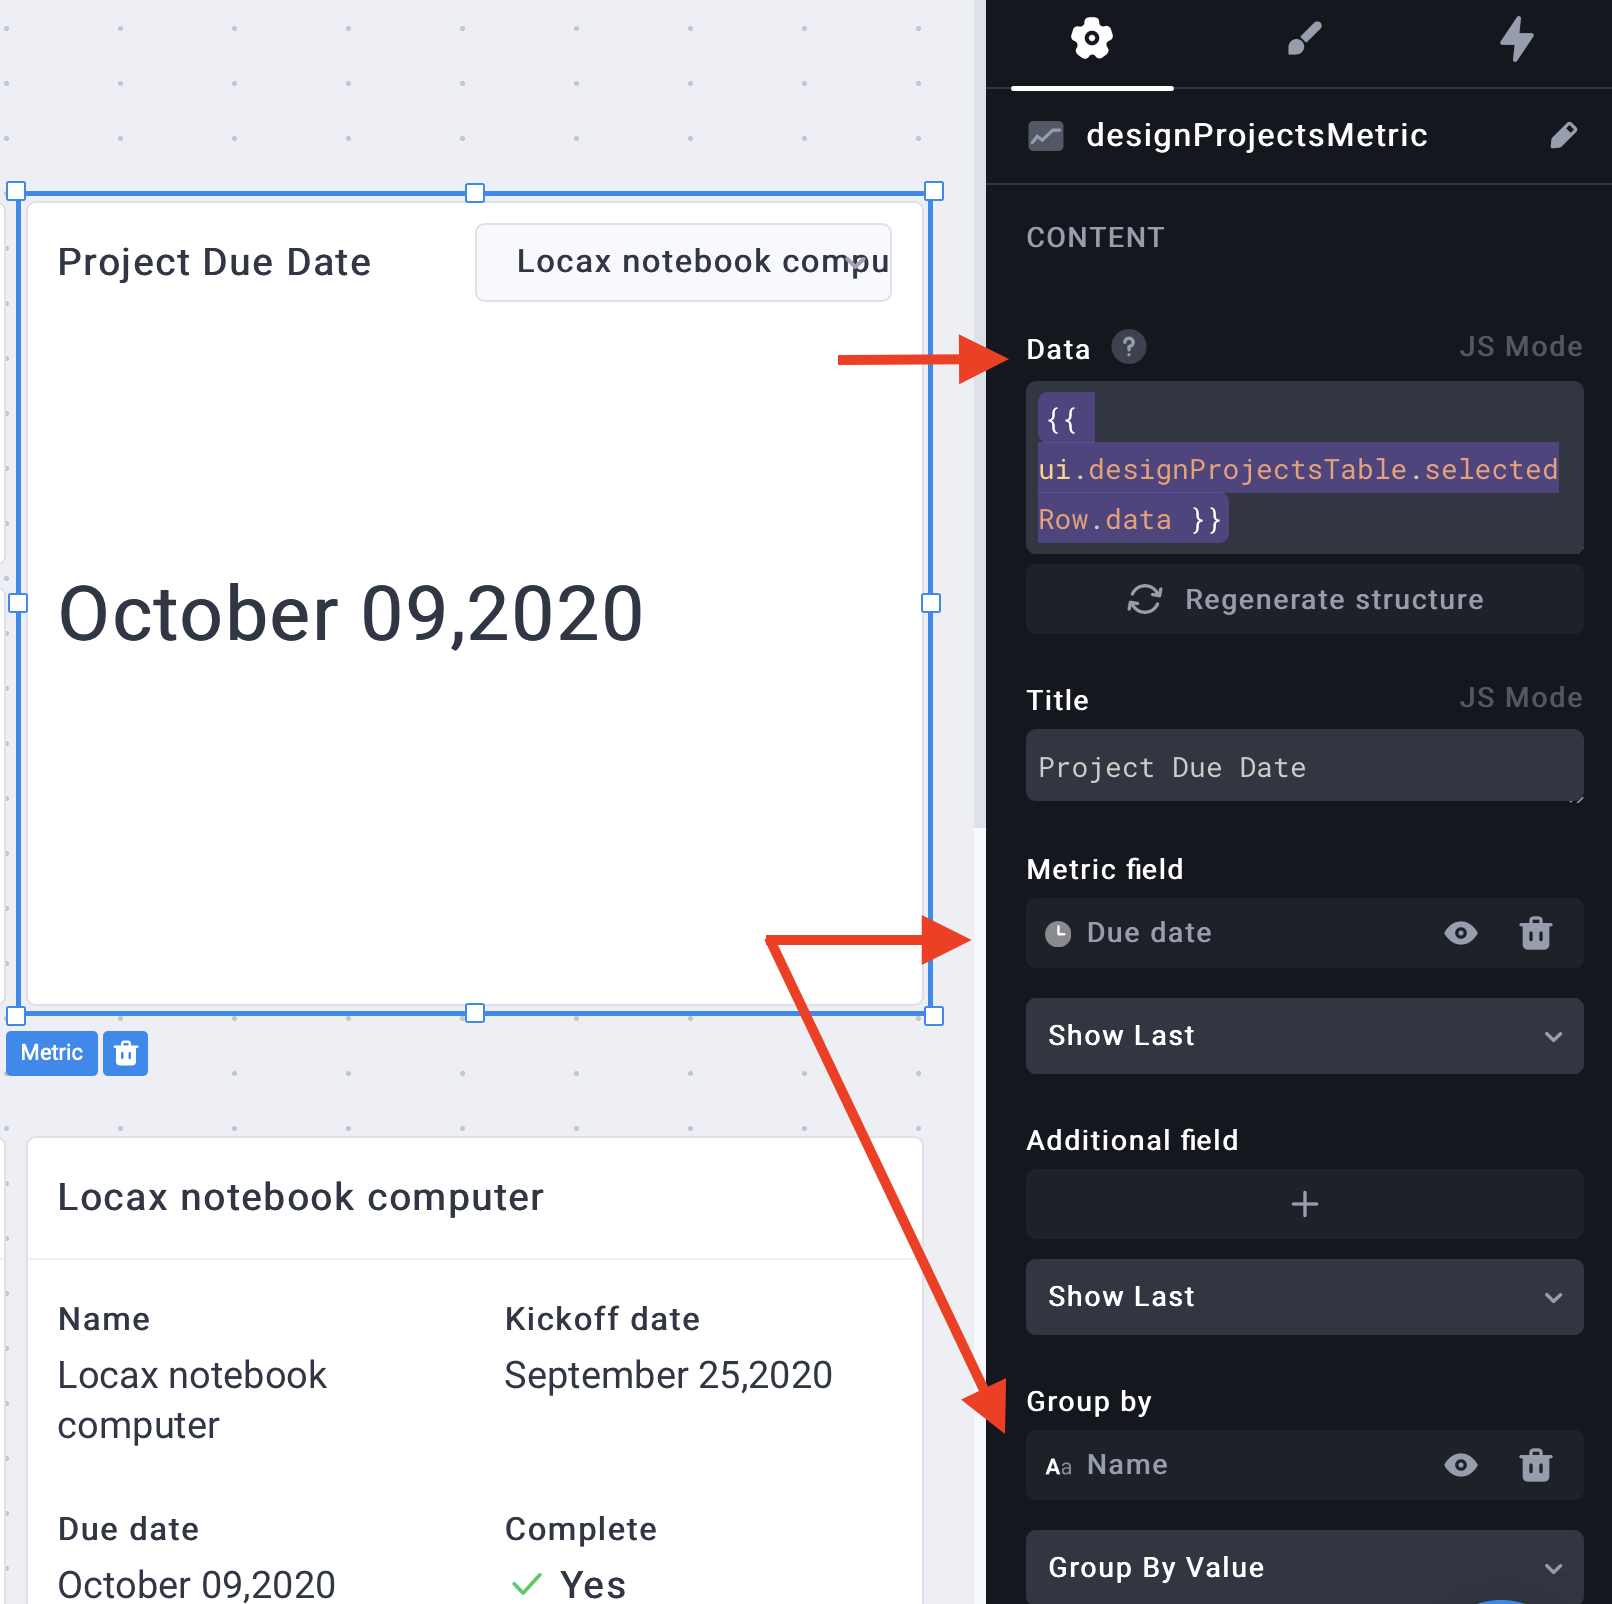 Project Due Date
Locax notebook compu
October 09,2020
Metric
Locax notebook computer
Name
Locax notebook
computer
Kickoff date
September 25,2020
Due date
October 09,2020
Complete
Yes
designProjectsMetric
CONTENT
Data ?
JS Mode
{{
ui.designProjectsTable.selected
Row.data }}
Regenerate structure
Title
JS Mode
Project Due Date
Metric field
Due date
Show Last
Additional field
Show Last
Group by
Aa Name
Group By Value